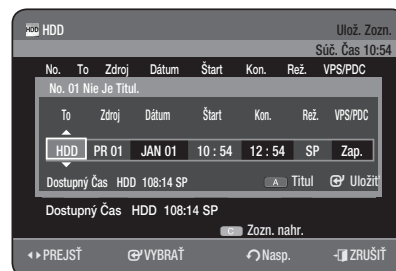 HDD HDD Ulož. Zozn.
Súč. Čas 10:54
No. To Zdroj Dátum Štart Kon. Rež. VPS/PDC
No. 01 Nie Je Titul.
To Zdroj Dátum Štart Kon. Rež. VPS/PDC
HDD PR 01 JAN 01 10 : 54 12 : 54 SP Zap.
Dostupný Čas HDD 108:14 SP A Titul Uložiť
Dostupný Čas HDD 108:14 SP
C Zozn. nahr.
PREJSŤ VYBRAŤ Nasp. ZRUŠIŤ